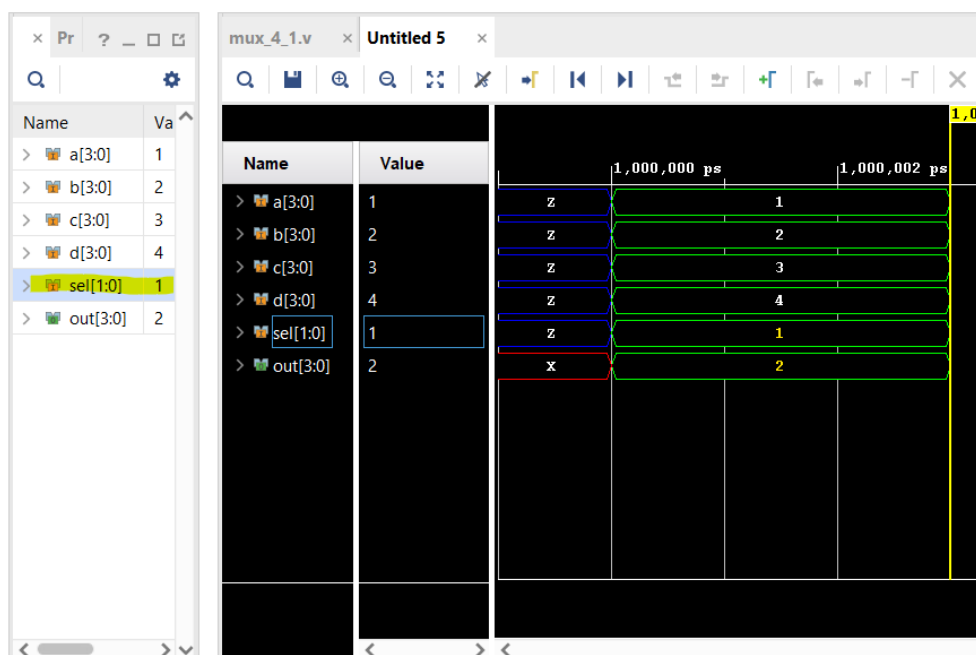 × Pr ?
Name Va
a[3:0] 1
b[3:0] 2
c[3:0] 3
d[3:0] 4
sel[1:0] 1
out[3:0] 2
mux_4_1.v × Untitled 5 ×
1,0
Name Value
1,000,000 ps 1,000,002 ps
a[3:0] 1 z 1
b[3:0] 2 z 2
c[3:0] 3 z 3
d[3:0] 4 z 4
sel[1:0] 1 z 1
out[3:0] 2 x 2